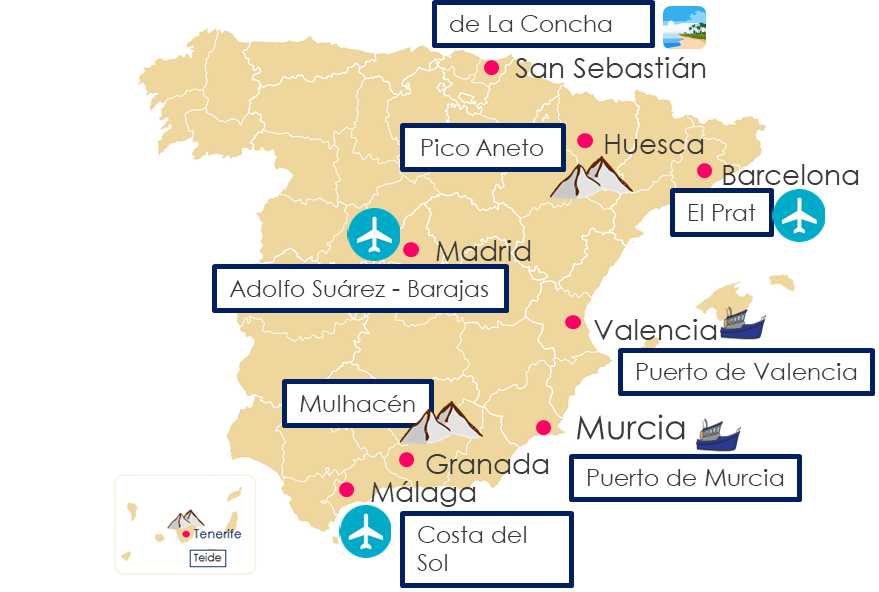 de La Concha
San Sebastián
Pico Aneto
Huesca
Barcelona
El Prat
Madrid
Adolfo Suárez - Barajas
Valencia
Puerto de Valencia
Mulhacén
Murcia
Granada
Puerto de Murcia
Málaga
Costa del
Sol
Tenerife
Teide